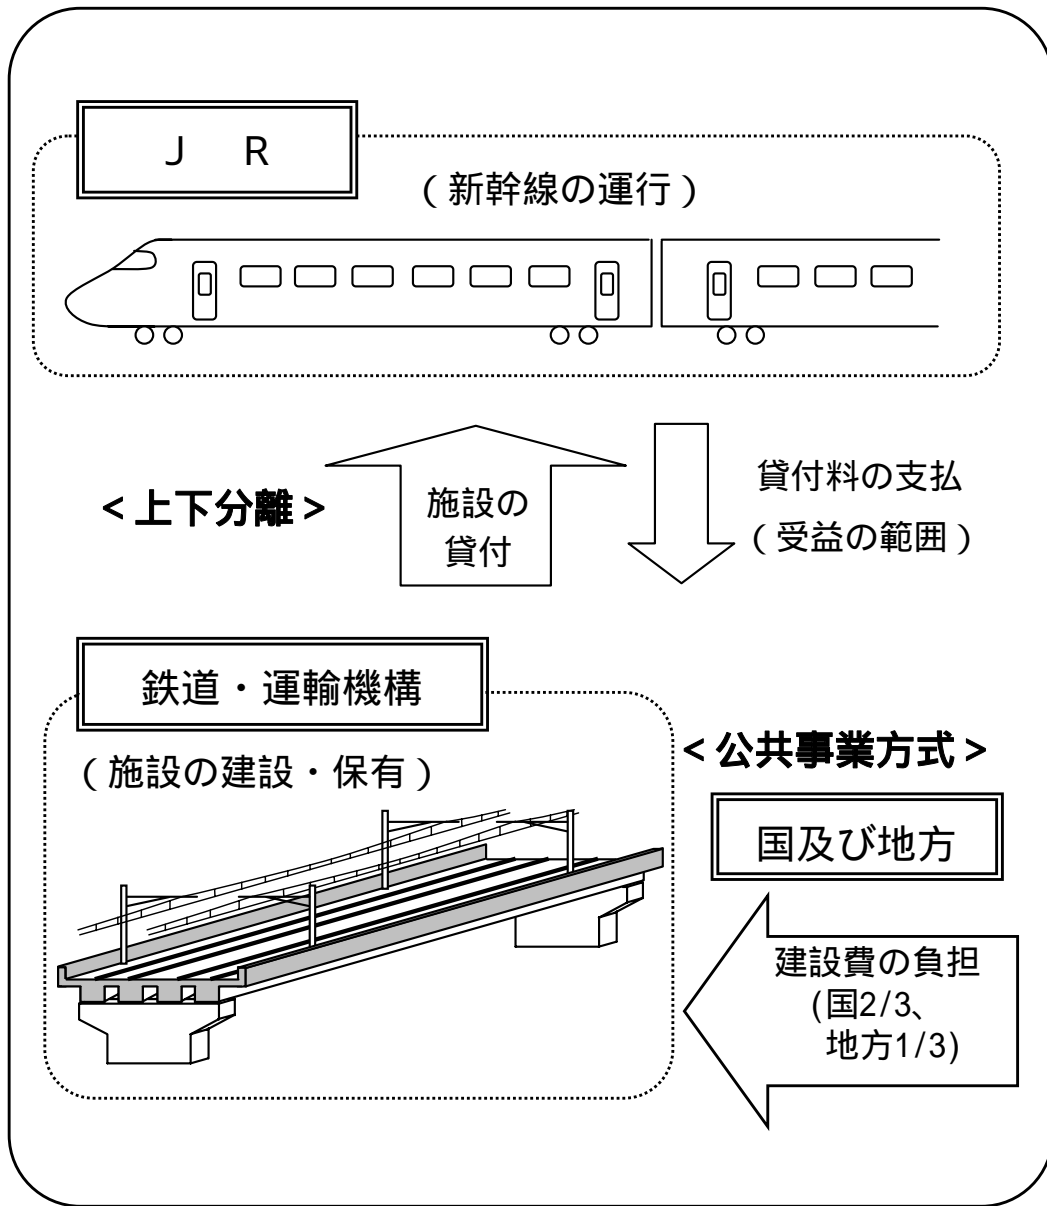 J R
(新幹線の運行)
<上下分離>
施設の
貸付
貸付料の支払
(受益の範囲)
鉄道・運輸機構
(施設の建設・保有)
<公共事業方式>
国及び地方
建設費の負担
(国2/3、
地方1/3)